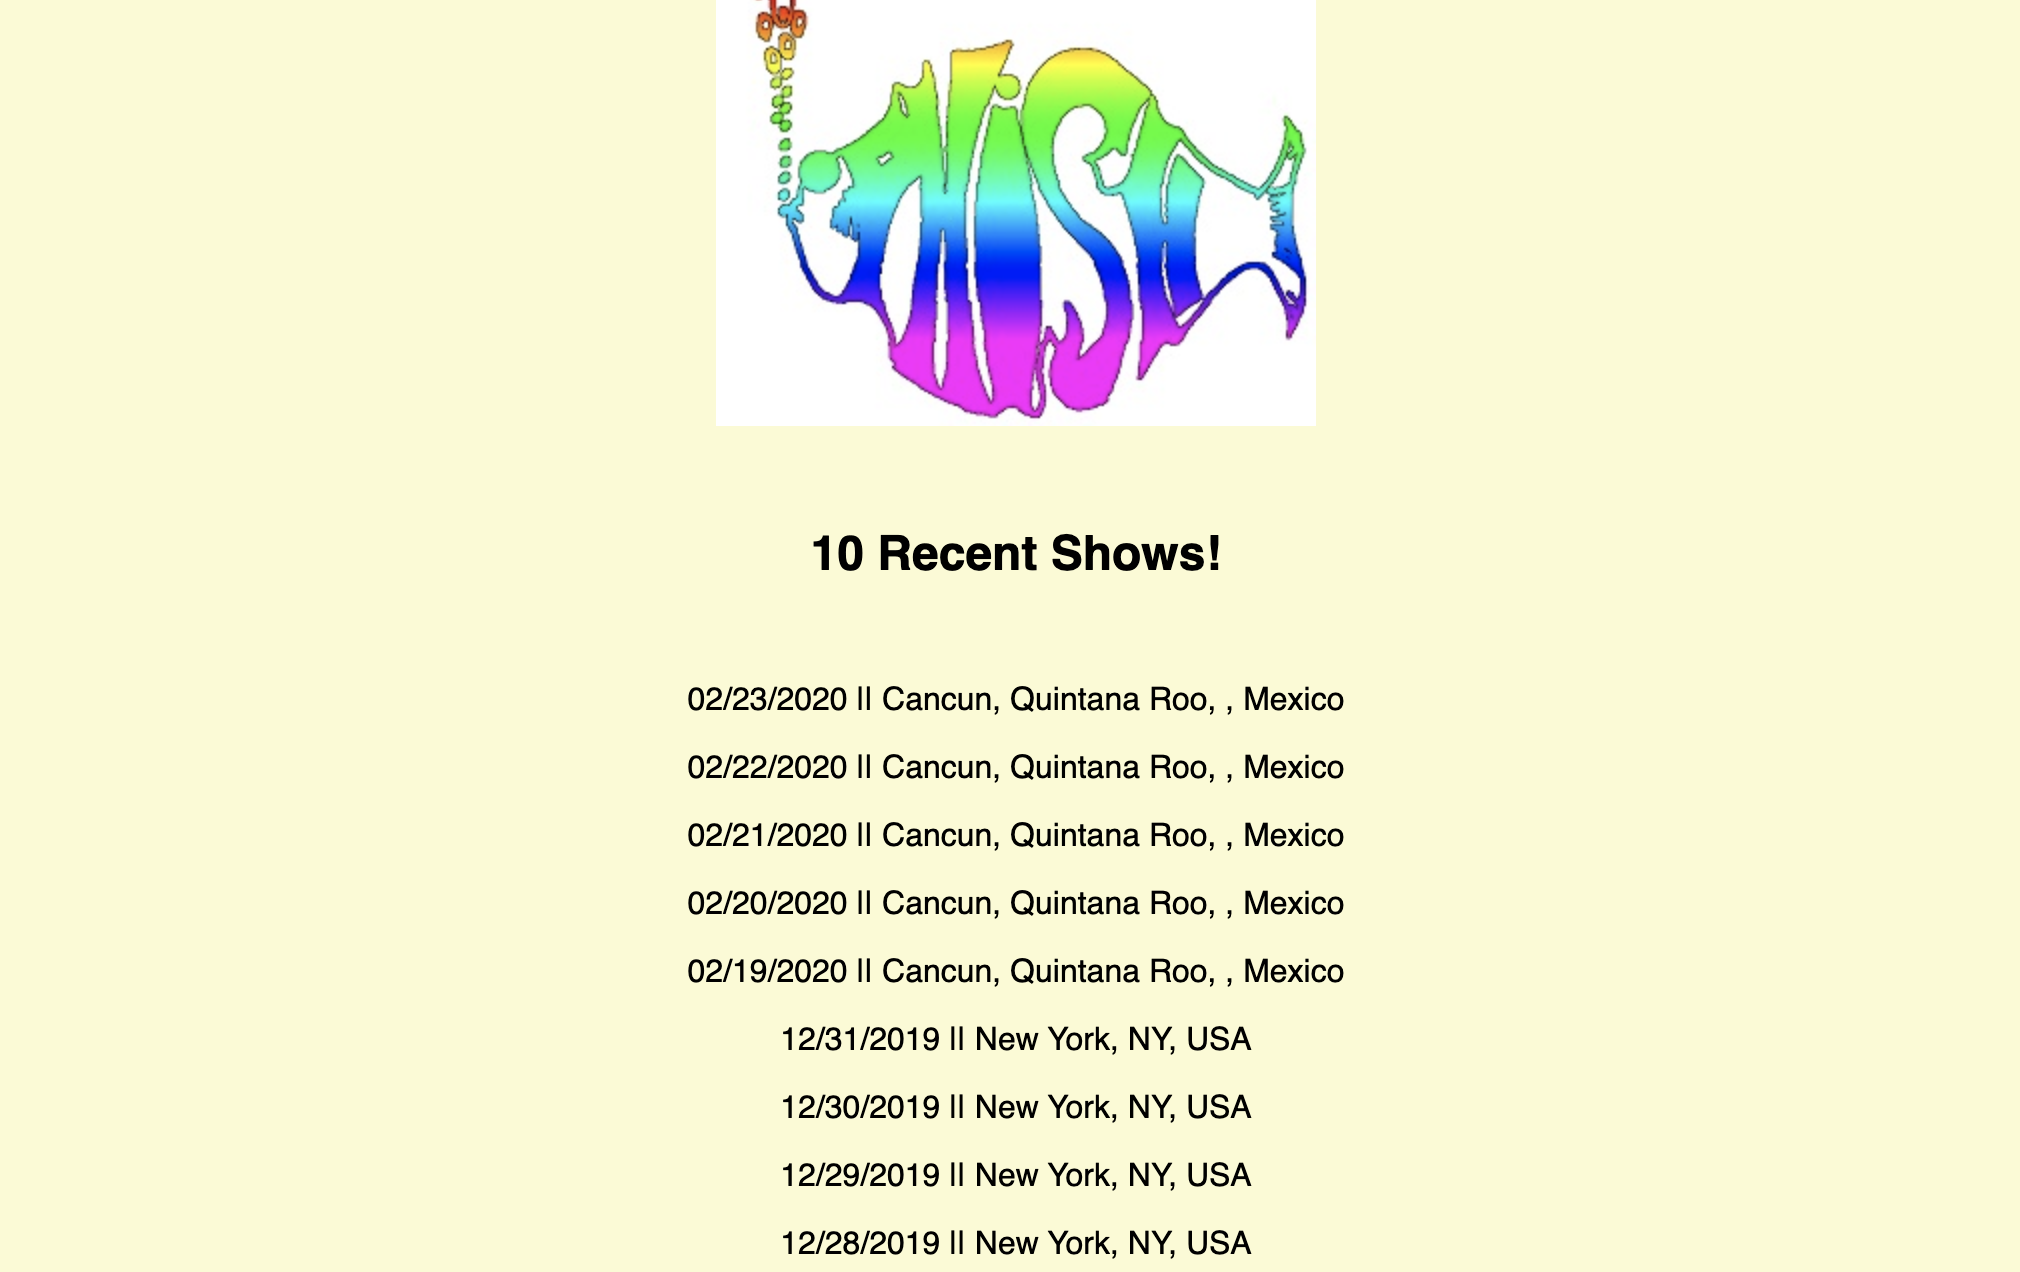 PHiSH
10 Recent Shows!
02/23/2020 || Cancun, Quintana Roo, , Mexico
02/22/2020 || Cancun, Quintana Roo, , Mexico
02/21/2020 || Cancun, Quintana Roo, , Mexico
02/20/2020 || Cancun, Quintana Roo, , Mexico
02/19/2020 || Cancun, Quintana Roo, , Mexico
12/31/2019 || New York, NY, USA
12/30/2019 || New York, NY, USA
12/29/2019 || New York, NY, USA
12/28/2019 || New York, NY, USA